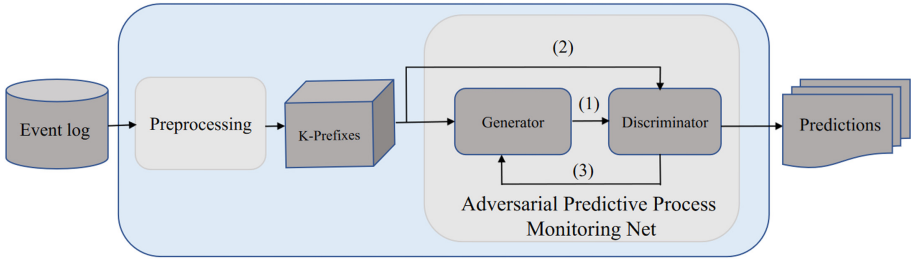 Event log
Preprocessing
K-Prefixes
(2)
Generator
(1)
Discriminator
(3)
Adversarial Predictive Process
Monitoring Net
Predictions